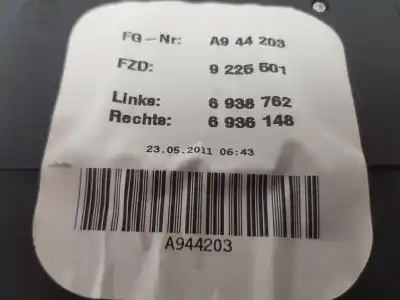 FG-Nr: A9 44 203
FZD: 9 225 501
Links: 6 938 762
Rechts: 6 936 148
23.05.2011 06:43
A944203